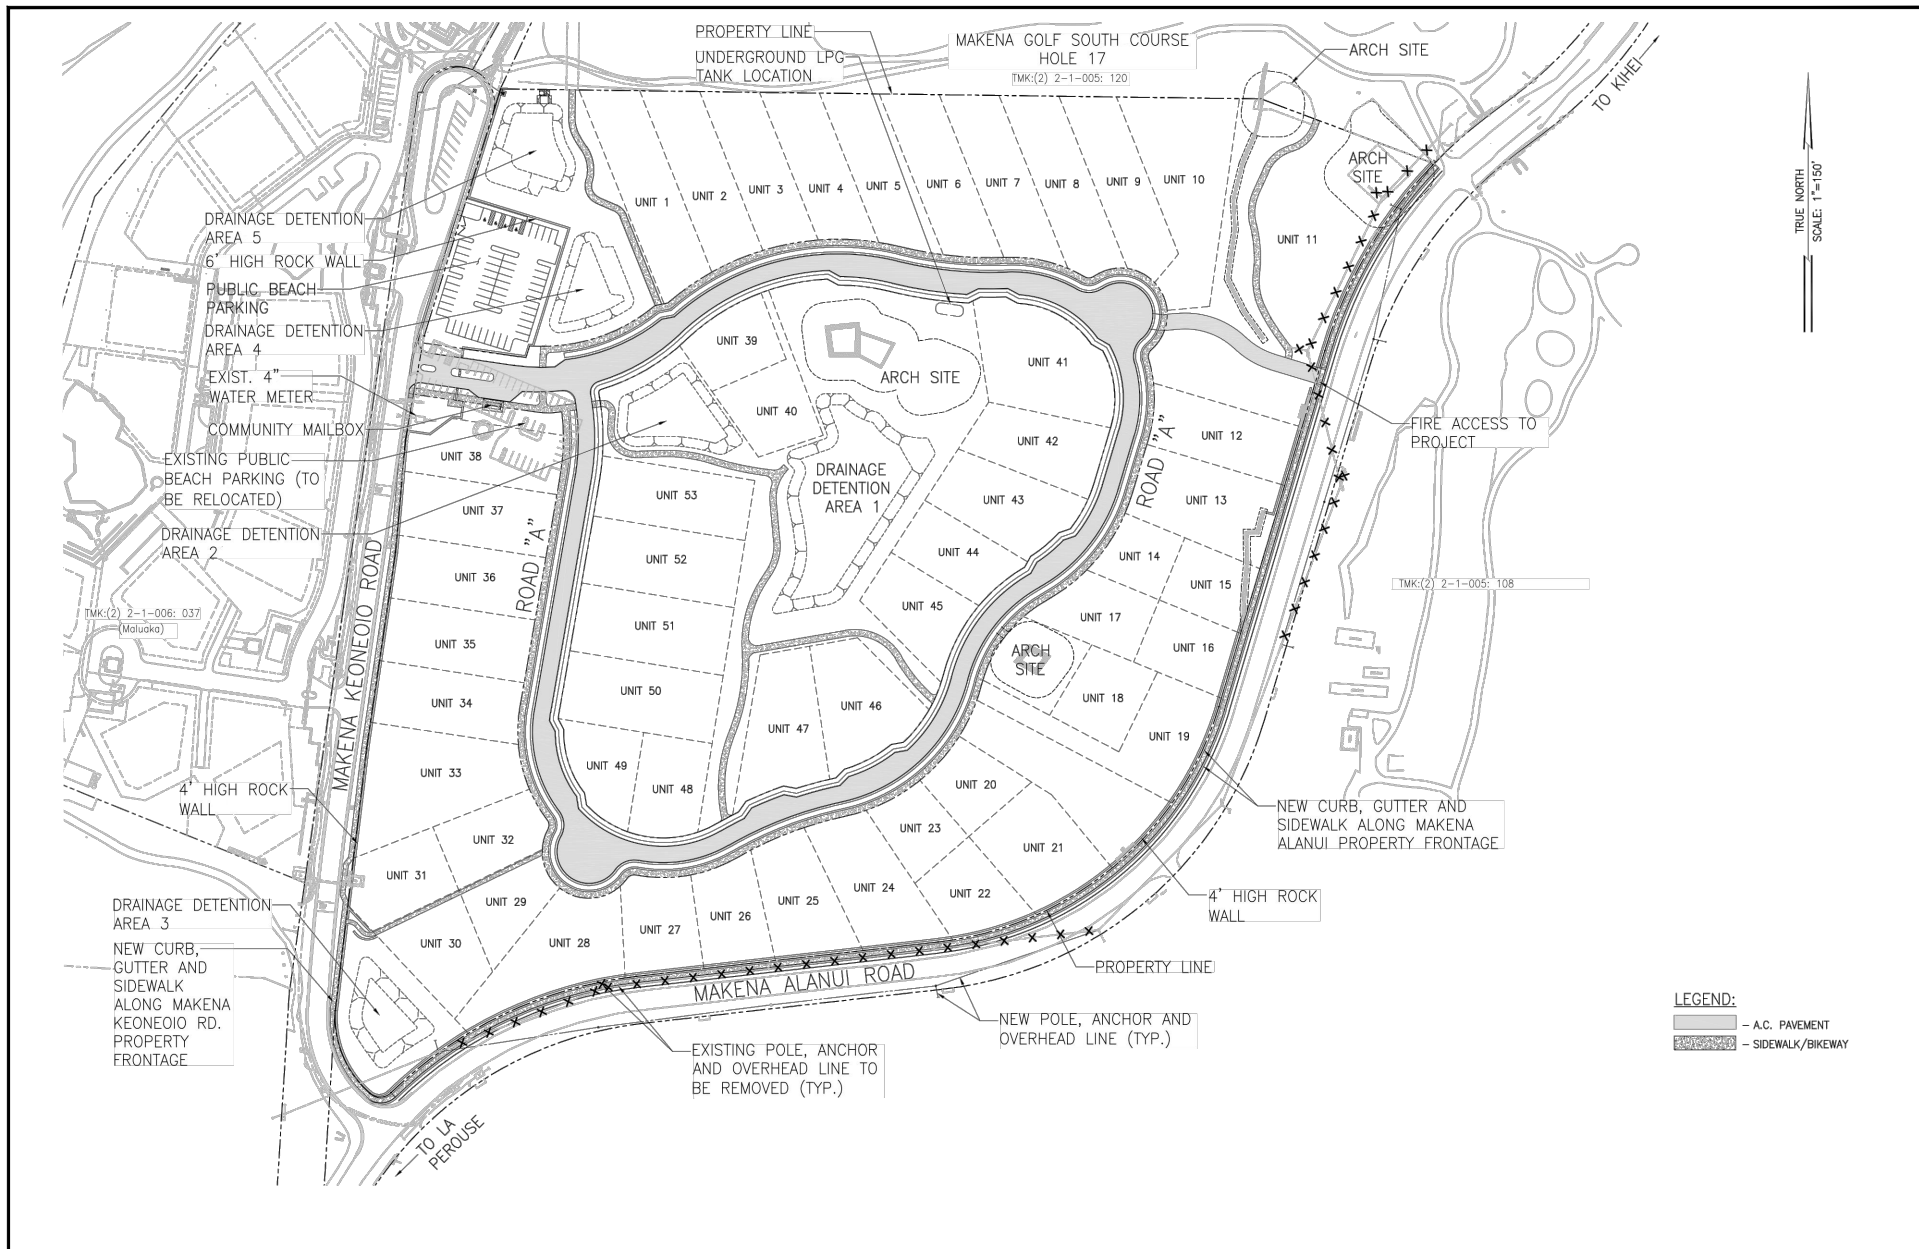 PROPERTY LINE
UNDERGROUND LPG
TANK LOCATION
MAKENA GOLF SOUTH COURSE
HOLE 17
TMK:(2) 2-1-005: 120
ARCH SITE
TO KIHEI
TRUE NORTH
SCALE: 1"=150'
ARCH
SITE
DRAINAGE DETENTION
AREA 5
6' HIGH ROCK WALL
PUBLIC BEACH
PARKING
DRAINAGE DETENTION
AREA 4
EXIST. 4"
WATER METER
COMMUNITY MAILBOX
EXISTING PUBLIC
BEACH PARKING (TO
BE RELOCATED)
DRAINAGE DETENTION
AREA 2
UNIT 1
UNIT 2
UNIT 3
UNIT 4
UNIT 5
UNIT 6
UNIT 7
UNIT 8
UNIT 9
UNIT 10
UNIT 11
UNIT 39
UNIT 40
ARCH SITE
UNIT 41
UNIT 42
UNIT 43
UNIT 44
UNIT 45
DRAINAGE
DETENTION
AREA 1
ROAD "A"
UNIT 12
UNIT 13
UNIT 14
UNIT 15
UNIT 17
UNIT 16
UNIT 18
UNIT 19
ARCH
SITE
FIRE ACCESS TO
PROJECT
TMK:(2) 2-1-005: 108
UNIT 38
UNIT 37
UNIT 36
UNIT 35
UNIT 34
UNIT 33
UNIT 32
UNIT 31
ROAD "A"
UNIT 53
UNIT 52
UNIT 51
UNIT 50
UNIT 49
UNIT 48
UNIT 47
UNIT 46
MAKENA KEONEOIO ROAD
TMK:(2) 2-1-006: 037
(Maluaka)
4' HIGH ROCK
WALL
UNIT 20
UNIT 23
UNIT 21
UNIT 22
UNIT 24
UNIT 25
UNIT 26
UNIT 27
UNIT 28
UNIT 29
UNIT 30
NEW CURB, GUTTER AND
SIDEWALK ALONG MAKENA
ALANUI PROPERTY FRONTAGE
4' HIGH ROCK
WALL
DRAINAGE DETENTION
AREA 3
NEW CURB,
GUTTER AND
SIDEWALK
ALONG MAKENA
KEONEOIO RD.
PROPERTY
FRONTAGE
MAKENA ALANUI ROAD
PROPERTY LINE
NEW POLE, ANCHOR AND
OVERHEAD LINE (TYP.)
EXISTING POLE, ANCHOR
AND OVERHEAD LINE TO
BE REMOVED (TYP.)
TO LA
PEROUSE
LEGEND:
- A.C. PAVEMENT
- SIDEWALK/BIKEWAY